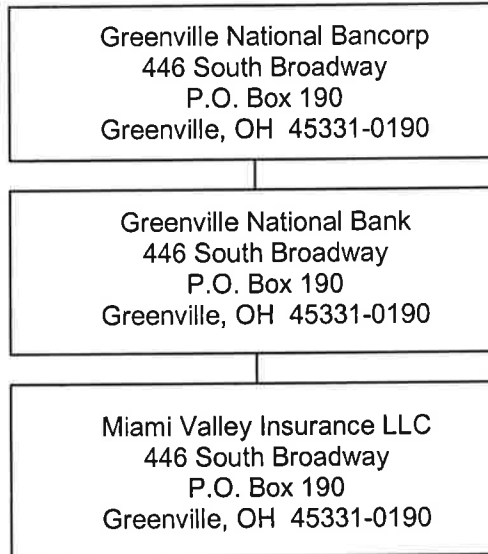 Greenville National Bancorp
446 South Broadway
P.O. Box 190
Greenville, OH  45331-0190
Greenville National Bank
446 South Broadway
P.O. Box 190
Greenville, OH  45331-0190
Miami Valley Insurance LLC
446 South Broadway
P.O. Box 190
Greenville, OH  45331-0190